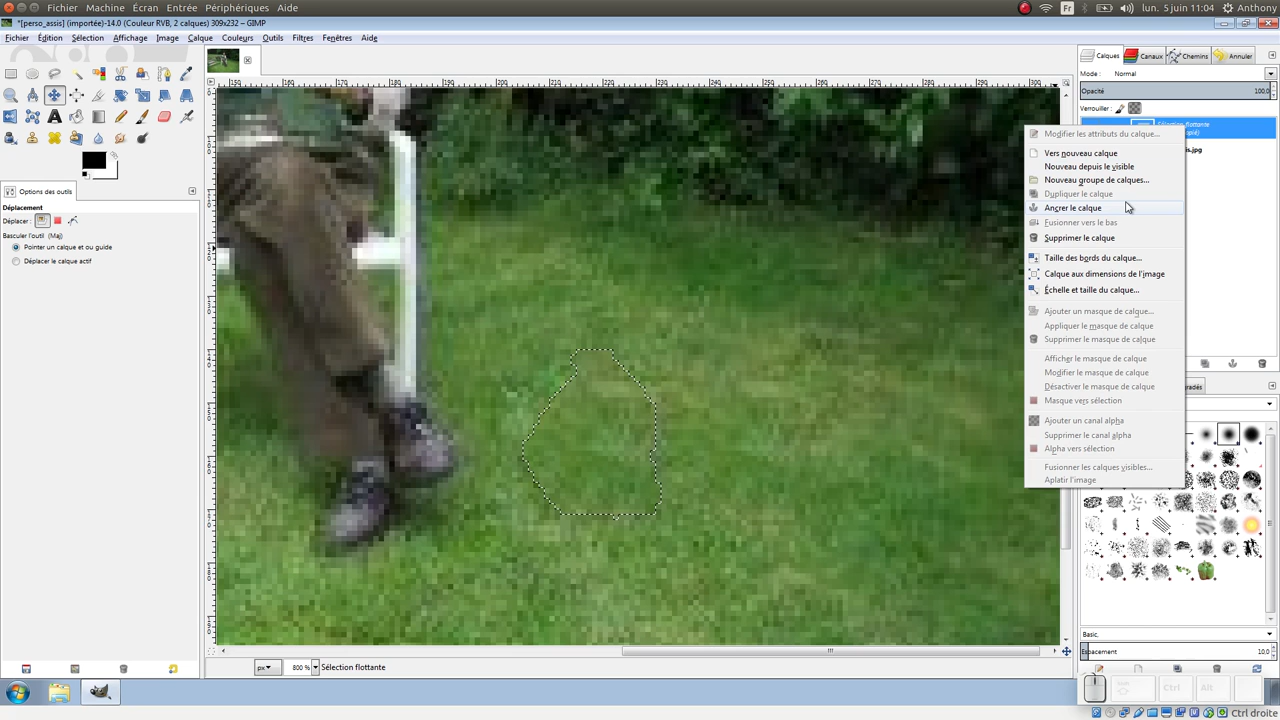 Fichier Machine Écran Entrée Périphériques Aide Fr lun. 5 juin 11:04 Anthony
*[perso_assis] (importée)-14.0 (Couleur RVB, 2 calques) 309x232 – GIMP
Fichier Édition Sélection Affichage Image Calque Couleurs Outils Filtres Fenêtres Aide
Calques Canaux Chemins Annuler
Mode : Normal
Opacité 100,0
Verrouiller :
Sélection flottante
Options des outils
Déplacement
Déplacer :
Basculer l'outil (Maj)
Pointer un calque et ou guide
Déplacer le calque actif
Modifier les attributs du calque...
Vers nouveau calque
Nouveau depuis le visible
Nouveau groupe de calques...
Dupliquer le calque
Ancrer le calque
Fusionner vers le bas
Supprimer le calque
Taille des bords du calque...
Calque aux dimensions de l'image
Échelle et taille du calque...
Ajouter un masque de calque...
Appliquer le masque de calque
Supprimer le masque de calque
Afficher le masque de calque
Modifier le masque de calque
Désactiver le masque de calque
Masque vers sélection
Ajouter un canal alpha
Supprimer le canal alpha
Alpha vers sélection
Fusionner les calques visibles...
Aplatir l'image
Basic.
Espacement 10,0
px 800 % Sélection flottante
Ctrl Alt
Ctrl droite